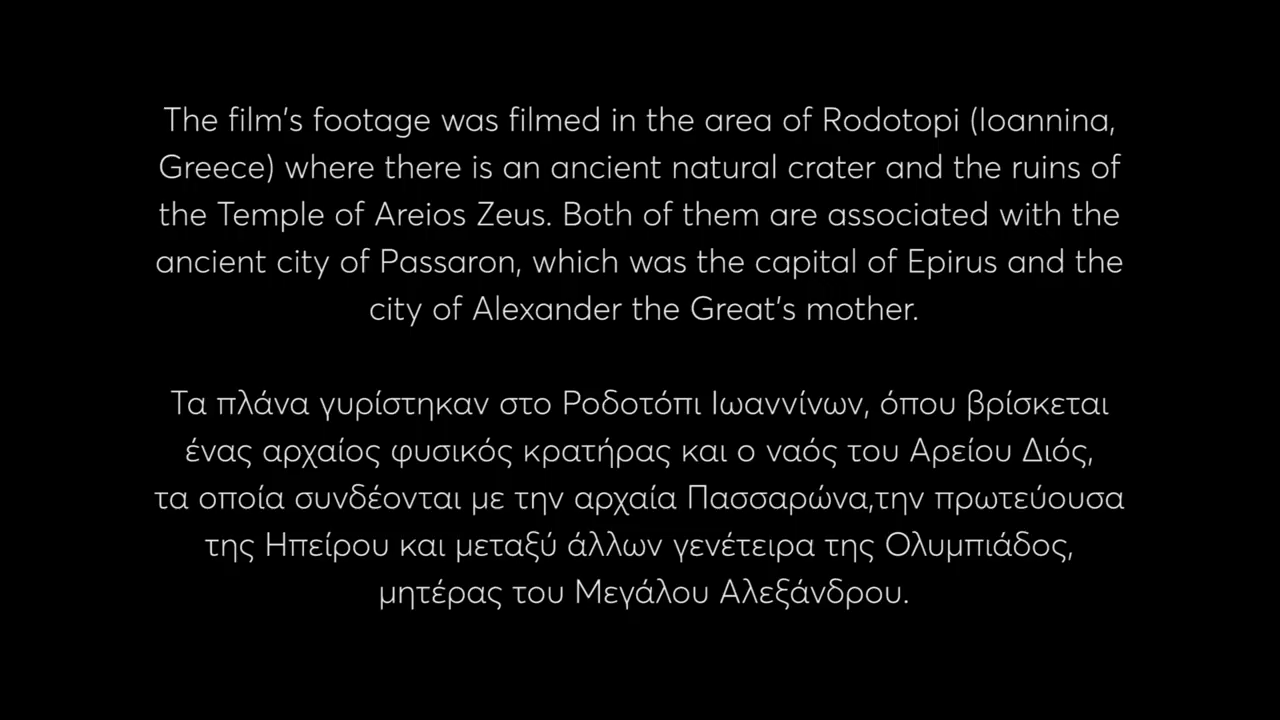 The film's footage was filmed in the area of Rodotopi (Ioannina,
Greece) where there is an ancient natural crater and the ruins of
the Temple of Areios Zeus. Both of them are associated with the
ancient city of Passaron, which was the capital of Epirus and the
city of Alexander the Great's mother.
Τα πλάνα γυρίστηκαν στο Ροδοτόπι Ιωαννίνων, όπου βρίσκεται
ένας αρχαίος φυσικός κρατήρας και ο ναός του Αρείου Διός,
τα οποία συνδέονται με την αρχαία Πασσαρώνα,την πρωτεύουσα
της Ηπείρου και μεταξύ άλλων γενέτειρα της Ολυμπιάδος,
μητέρας του Μεγάλου Αλεξάνδρου.